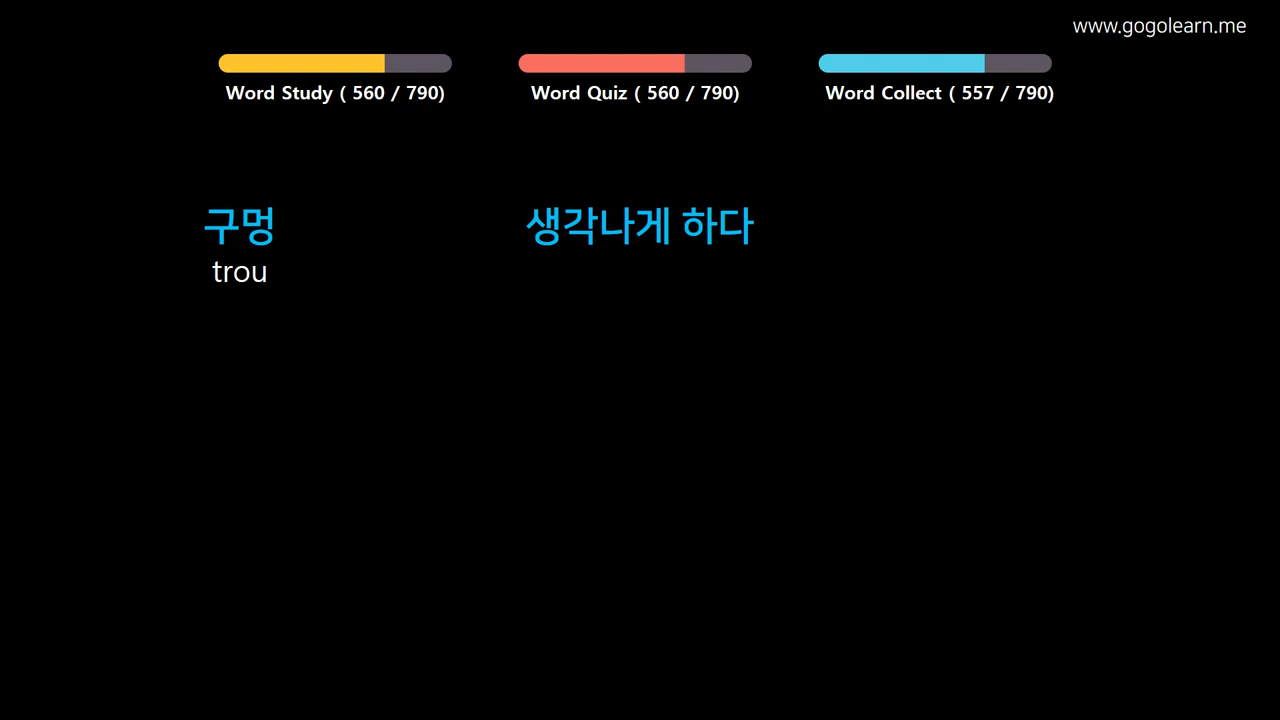 www.gogolearn.me
Word Study ( 560 / 790)
Word Quiz ( 560 / 790)
Word Collect ( 557 / 790)
구멍
생각나게 하다
trou